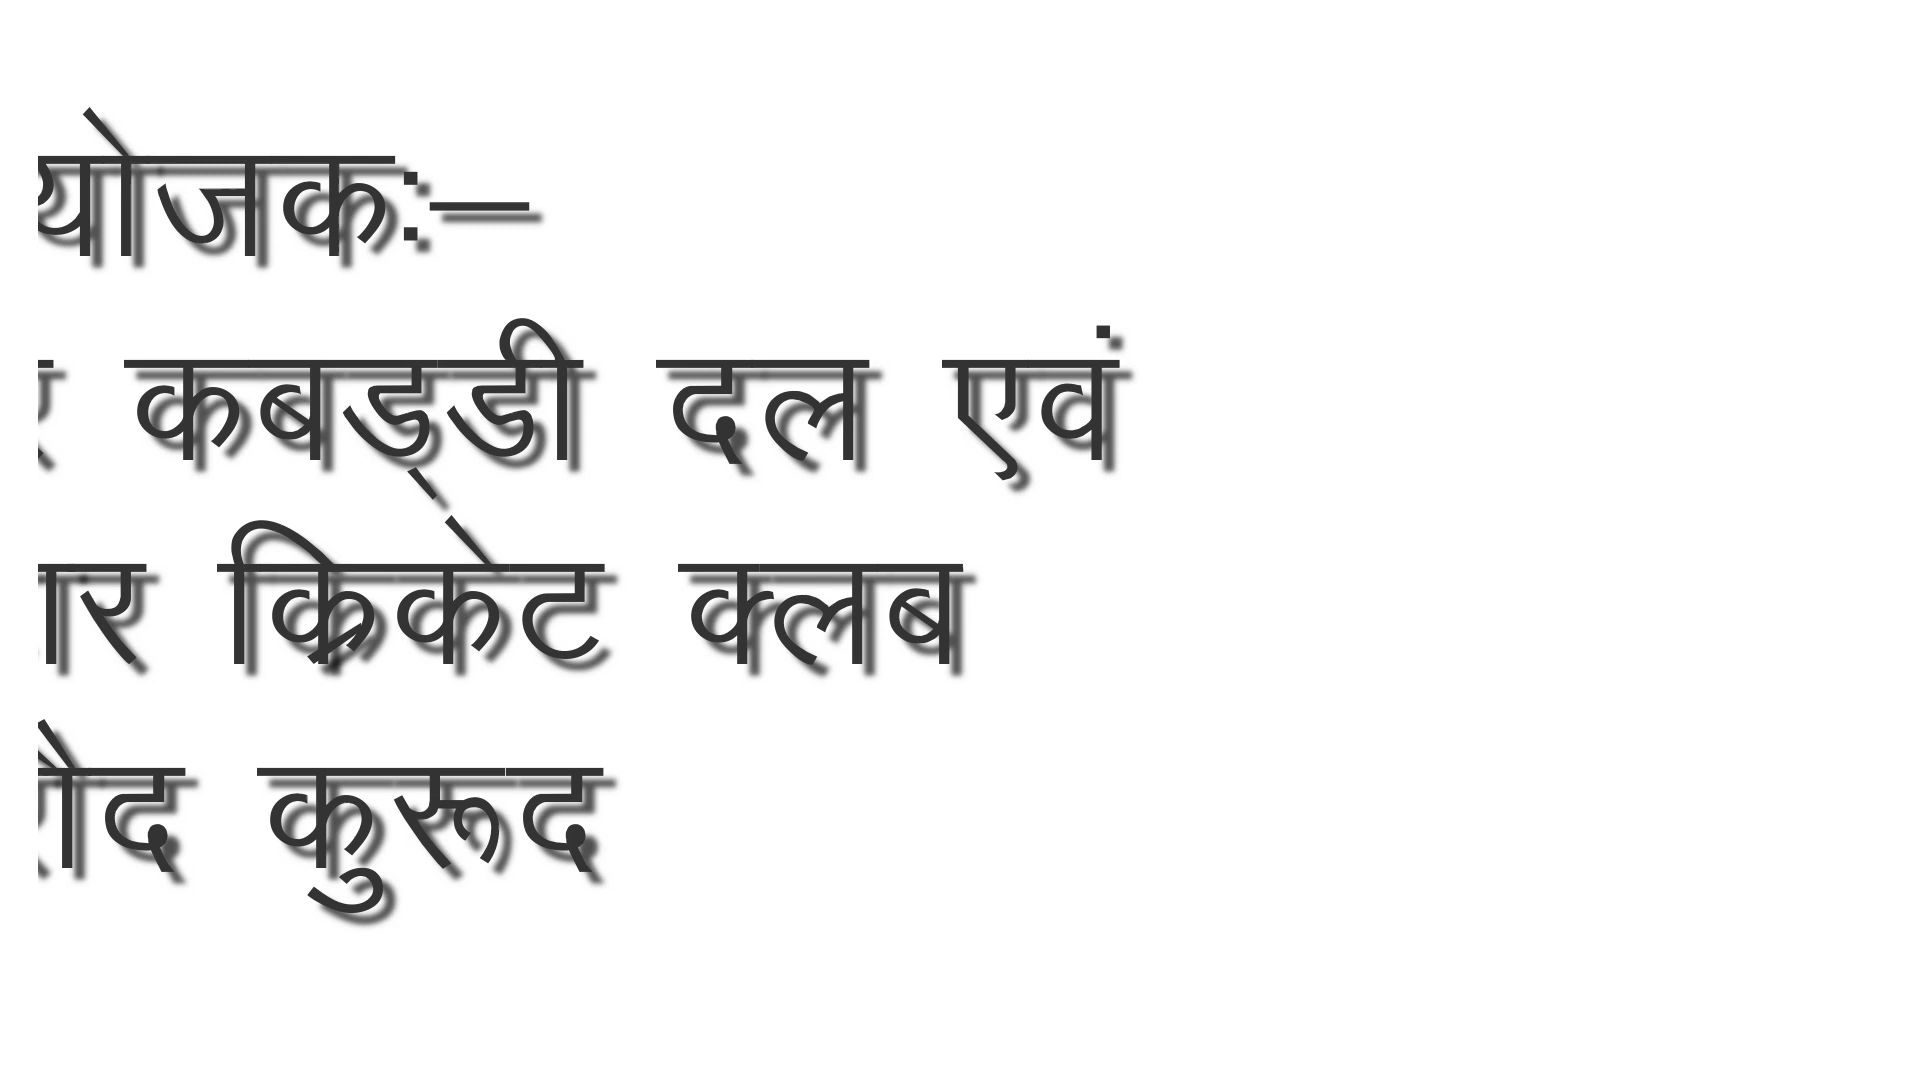 योजक:–
कबड्डी दल एवं
क्रिकेट क्लब
कुरूद